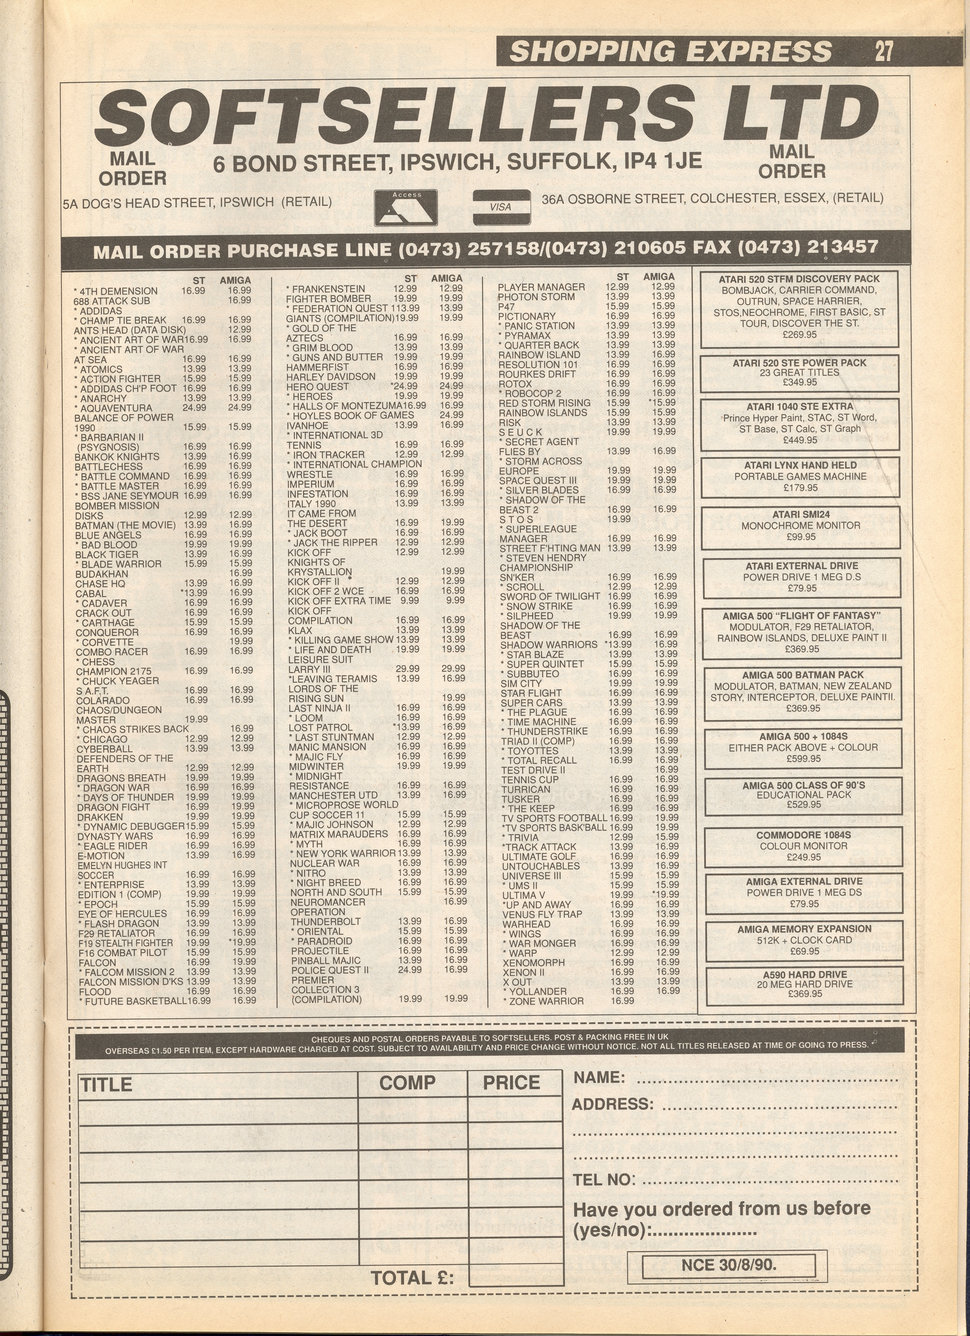 SHOPPING EXPRESS 27
SOFTSELLERS LTD
MAIL ORDER
6 BOND STREET, IPSWICH, SUFFOLK, IP4 1JE
MAIL ORDER
5A DOG'S HEAD STREET, IPSWICH (RETAIL)
Access
VISA
36A OSBORNE STREET, COLCHESTER, ESSEX, (RETAIL)
MAIL ORDER PURCHASE LINE (0473) 257158/(0473) 210605 FAX (0473) 213457
ST AMIGA
* 4TH DEMENSION 16.99 16.99
688 ATTACK SUB 16.99
* ADDIDAS
* CHAMP TIE BREAK 16.99 16.99
ANTS HEAD (DATA DISK) 12.99
* ANCIENT ART OF WAR 16.99 16.99
* ANCIENT ART OF WAR
AT SEA 16.99 16.99
* ATOMICS 13.99 13.99
* ACTION FIGHTER 15.99 15.99
* ADDIDAS CH'P FOOT 16.99 16.99
* ANARCHY 13.99 13.99
* AQUAVENTURA 24.99 24.99
BALANCE OF POWER
1990 15.99 15.99
* BARBARIAN II
(PSYGNOSIS) 16.99 16.99
BANKOK KNIGHTS 13.99 16.99
BATTLECHESS 16.99 16.99
* BATTLE COMMAND 16.99 16.99
* BATTLE MASTER 16.99 16.99
* BSS JANE SEYMOUR 16.99 16.99
BOMBER MISSION
DISKS 12.99 12.99
BATMAN (THE MOVIE) 13.99 16.99
BLUE ANGELS 16.99 16.99
* BAD BLOOD 19.99 19.99
BLACK TIGER 13.99 16.99
* BLADE WARRIOR 15.99 15.99
BUDAKHAN 16.99
CHASE HQ 13.99 16.99
CABAL *13.99 16.99
* CADAVER 16.99 16.99
CRACK OUT 16.99 16.99
* CARTHAGE 15.99 15.99
CONQUEROR 16.99 16.99
* CORVETTE 19.99
COMBO RACER 16.99 16.99
* CHESS
CHAMPION 2175 16.99 16.99
* CHUCK YEAGER
S.A.F.T. 16.99 16.99
COLARADO 16.99 16.99
CHAOS/DUNGEON
MASTER 19.99
* CHAOS STRIKES BACK 16.99
* CHICAGO 12.99 12.99
CYBERBALL 13.99 13.99
DEFENDERS OF THE
EARTH 12.99 12.99
DRAGONS BREATH 19.99 19.99
* DRAGON WAR 16.99 16.99
* DAYS OF THUNDER 19.99 19.99
DRAGON FIGHT 16.99 19.99
DRAKKEN 19.99 19.99
* DYNAMIC DEBUGGER 15.99 15.99
DYNASTY WARS 16.99 16.99
* EAGLE RIDER 16.99 16.99
E-MOTION 13.99 16.99
EMELYN HUGHES INT
SOCCER 16.99 16.99
* ENTERPRISE 13.99 13.99
EDITION 1 (COMP) 19.99 19.99
* EPOCH 15.99 15.99
EYE OF HERCULES 16.99 16.99
* FLASH DRAGON 13.99 13.99
F29 RETALIATOR 16.99 16.99
F19 STEALTH FIGHTER 19.99 *19.99
F16 COMBAT PILOT 15.99 15.99
FALCON 16.99 19.99
* FALCOM MISSION 2 13.99 13.99
FALCON MISSION D'KS 13.99 13.99
FLOOD 16.99 16.99
* FUTURE BASKETBALL 16.99 16.99
ST AMIGA
* FRANKENSTEIN 12.99 12.99
FIGHTER BOMBER 19.99 19.99
* FEDERATION QUEST 1 13.99 13.99
GIANTS (COMPILATION) 19.99 19.99
* GOLD OF THE
AZTECS 16.99 16.99
* GRIM BLOOD 13.99 13.99
* GUNS AND BUTTER 19.99 19.99
HAMMERFIST 16.99 16.99
HARLEY DAVIDSON 19.99 19.99
HERO QUEST *24.99 24.99
* HEROES 19.99 19.99
* HALLS OF MONTEZUMA 16.99 16.99
* HOYLES BOOK OF GAMES 24.99
IVANHOE 13.99 16.99
* INTERNATIONAL 3D
TENNIS 16.99 16.99
* IRON TRACKER 12.99 12.99
* INTERNATIONAL CHAMPION
WRESTLE 16.99 16.99
IMPERIUM 16.99 16.99
INFESTATION 16.99 16.99
ITALY 1990 13.99 13.99
IT CAME FROM
THE DESERT 16.99 19.99
* JACK BOOT 16.99 16.99
* JACK THE RIPPER 12.99 12.99
KICK OFF 12.99 12.99
KNIGHTS OF
KRYSTALLION 19.99
KICK OFF II * 12.99 12.99
KICK OFF 2 WCE 16.99 16.99
KICK OFF EXTRA TIME 9.99 9.99
KICK OFF
COMPILATION 16.99 16.99
KLAX 13.99 13.99
* KILLING GAME SHOW 13.99 13.99
* LIFE AND DEATH 19.99 19.99
LEISURE SUIT
LARRY III 29.99 29.99
*LEAVING TERAMIS 13.99 16.99
LORDS OF THE
RISING SUN 19.99
LAST NINJA II 16.99 16.99
* LOOM 16.99 16.99
LOST PATROL *13.99 16.99
* LAST STUNTMAN 12.99 12.99
MANIC MANSION 16.99 16.99
* MAJIC FLY 16.99 16.99
MIDWINTER 19.99 19.99
* MIDNIGHT
RESISTANCE 16.99 16.99
MANCHESTER UTD 13.99 16.99
* MICROPROSE WORLD
CUP SOCCER 11 15.99 15.99
* MAJIC JOHNSON 12.99 12.99
MATRIX MARAUDERS 16.99 16.99
* MYTH 16.99 16.99
* NEW YORK WARRIOR 13.99 13.99
NUCLEAR WAR 16.99 16.99
* NITRO 13.99 13.99
* NIGHT BREED 16.99 16.99
NORTH AND SOUTH 15.99 15.99
NEUROMANCER 16.99
OPERATION
THUNDERBOLT 13.99 16.99
* ORIENTAL 15.99 15.99
* PARADROID 16.99 16.99
PROJECTILE 16.99 16.99
PINBALL MAJIC 13.99 16.99
POLICE QUEST II 24.99 16.99
PREMIER
COLLECTION 3
(COMPILATION) 19.99 19.99
ST AMIGA
PLAYER MANAGER 12.99 12.99
PHOTON STORM 13.99 13.99
P47 15.99 15.99
PICTIONARY 16.99 16.99
* PANIC STATION 13.99 13.99
* PYRAMAX 13.99 13.99
* QUARTER BACK 13.99 13.99
RAINBOW ISLAND 13.99 16.99
RESOLUTION 101 16.99 16.99
ROURKES DRIFT 16.99 16.99
ROTOX 16.99 16.99
* ROBOCOP 2 16.99 16.99
RED STORM RISING 15.99 *15.99
RAINBOW ISLANDS 15.99 15.99
RISK 13.99 13.99
S E U C K 19.99 19.99
* SECRET AGENT
FLIES BY 13.99 16.99
* STORM ACROSS
EUROPE 19.99 19.99
SPACE QUEST III 19.99 19.99
* SILVER BLADES 16.99 16.99
* SHADOW OF THE
BEAST 2 16.99 16.99
S T O S 19.99
* SUPERLEAGUE
MANAGER 16.99 16.99
STREET F'HTING MAN 13.99 13.99
* STEVEN HENDRY
CHAMPIONSHIP
SN'KER 16.99 16.99
* SCROLL 12.99 12.99
SWORD OF TWILIGHT 16.99 16.99
* SNOW STRIKE 16.99 16.99
* SILPHEED 19.99 19.99
SHADOW OF THE
BEAST 16.99 16.99
SHADOW WARRIORS *13.99 16.99
* STAR BLAZE 13.99 13.99
* SUPER QUINTET 15.99 15.99
* SUBBUTEO 16.99 16.99
SIM CITY 19.99 19.99
STAR FLIGHT 16.99 16.99
SUPER CARS 13.99 13.99
* THE PLAGUE 16.99 16.99
* TIME MACHINE 16.99 16.99
* THUNDERSTRIKE 16.99 16.99
TRIAD II (COMP) 16.99 16.99
* TOYOTTES 13.99 13.99
* TOTAL RECALL 16.99 16.99
TEST DRIVE II 16.99
TENNIS CUP 16.99 16.99
TURRICAN 16.99 16.99
TUSKER 16.99 16.99
* THE KEEP 16.99 16.99
TV SPORTS FOOTBALL 16.99 19.99
*TV SPORTS BASK'BALL 16.99 19.99
* TRIVIA 12.99 15.99
*TRACK ATTACK 13.99 16.99
ULTIMATE GOLF 16.99 16.99
UNTOUCHABLES 13.99 16.99
UNIVERSE III 15.99 15.99
* UMS II 15.99 15.99
ULTIMA V 19.99 *19.99
*UP AND AWAY 16.99 16.99
VENUS FLY TRAP 13.99 13.99
WARHEAD 16.99 16.99
* WINGS 16.99 16.99
* WAR MONGER 16.99 16.99
* WARP 12.99 12.99
XENOMORPH 16.99 16.99
XENON II 16.99 16.99
X OUT 13.99 13.99
* YOLLANDER 16.99 16.99
* ZONE WARRIOR 16.99
ATARI 520 STFM DISCOVERY PACK
BOMBJACK, CARRIER COMMAND,
OUTRUN, SPACE HARRIER,
STOS,NEOCHROME, FIRST BASIC, ST
TOUR, DISCOVER THE ST.
£269.95
ATARI 520 STE POWER PACK
23 GREAT TITLES
£349.95
ATARI 1040 STE EXTRA
Prince Hyper Paint, STAC, ST Word,
ST Base, ST Calc, ST Graph
£449.95
ATARI LYNX HAND HELD
PORTABLE GAMES MACHINE
£179.95
ATARI SMI24
MONOCHROME MONITOR
£99.95
ATARI EXTERNAL DRIVE
POWER DRIVE 1 MEG D.S
£79.95
AMIGA 500 "FLIGHT OF FANTASY"
MODULATOR, F29 RETALIATOR,
RAINBOW ISLANDS, DELUXE PAINT II
£369.95
AMIGA 500 BATMAN PACK
MODULATOR, BATMAN, NEW ZEALAND
STORY, INTERCEPTOR, DELUXE PAINTII.
£369.95
AMIGA 500 + 1084S
EITHER PACK ABOVE + COLOUR
£599.95
AMIGA 500 CLASS OF 90'S
EDUCATIONAL PACK
£529.95
COMMODORE 1084S
COLOUR MONITOR
£249.95
AMIGA EXTERNAL DRIVE
POWER DRIVE 1 MEG DS
£79.95
AMIGA MEMORY EXPANSION
512K + CLOCK CARD
£69.95
A590 HARD DRIVE
20 MEG HARD DRIVE
£369.95
CHEQUES AND POSTAL ORDERS PAYABLE TO SOFTSELLERS. POST & PACKING FREE IN UK
OVERSEAS £1.50 PER ITEM, EXCEPT HARDWARE CHARGED AT COST. SUBJECT TO AVAILABILITY AND PRICE CHANGE WITHOUT NOTICE. NOT ALL TITLES RELEASED AT TIME OF GOING TO PRESS.
TITLE COMP PRICE
TOTAL £:
NAME:
ADDRESS:
TEL NO:
Have you ordered from us before
(yes/no):
NCE 30/8/90.